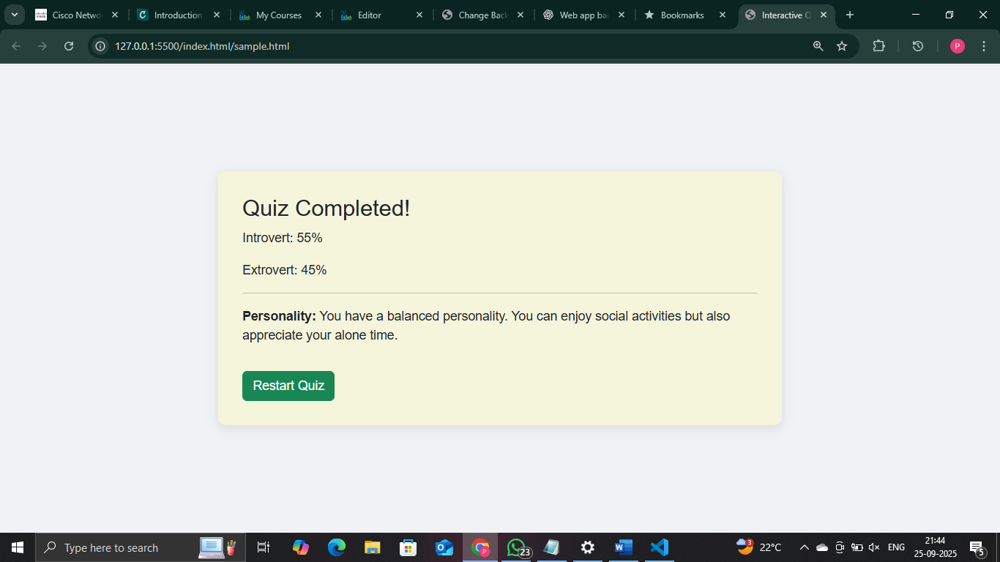 Cisco Netwo
Introduction
My Courses
Editor
Change Back
Web app ba
Bookmarks
Interactive Q
127.0.0.1:5500/index.html/sample.html
P
Quiz Completed!
Introvert: 55%
Extrovert: 45%
Personality: You have a balanced personality. You can enjoy social activities but also
appreciate your alone time.
Restart Quiz
Type here to search
P
23
3
22°C
ENG
21:44
25-09-2025
5